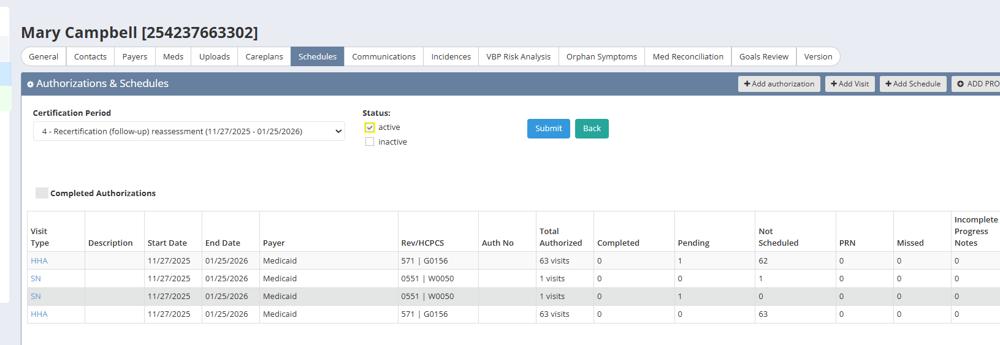 Mary Campbell [254237663302]
General Contacts Payers Meds Uploads Careplans Schedules Communications Incidences VBP Risk Analysis Orphan Symptoms Med Reconciliation Goals Review Version
Authorizations & Schedules
Add authorization Add Visit Add Schedule ADD PRO
Certification Period
4 - Recertification (follow-up) reassessment (11/27/2025 - 01/25/2026)
Status:
active
inactive
Submit Back
Completed Authorizations
Visit Type Description Start Date End Date Payer Rev/HCPCS Auth No Total Authorized Completed Pending Not Scheduled PRN Missed Incomplete Progress Notes
HHA 11/27/2025 01/25/2026 Medicaid 571 | G0156 63 visits 0 1 62 0 0 0
SN 11/27/2025 01/25/2026 Medicaid 0551 | W0050 1 visits 0 0 1 0 0 0
SN 11/27/2025 01/25/2026 Medicaid 0551 | W0050 1 visits 0 1 0 0 0 0
HHA 11/27/2025 01/25/2026 Medicaid 571 | G0156 63 visits 0 0 63 0 0 0